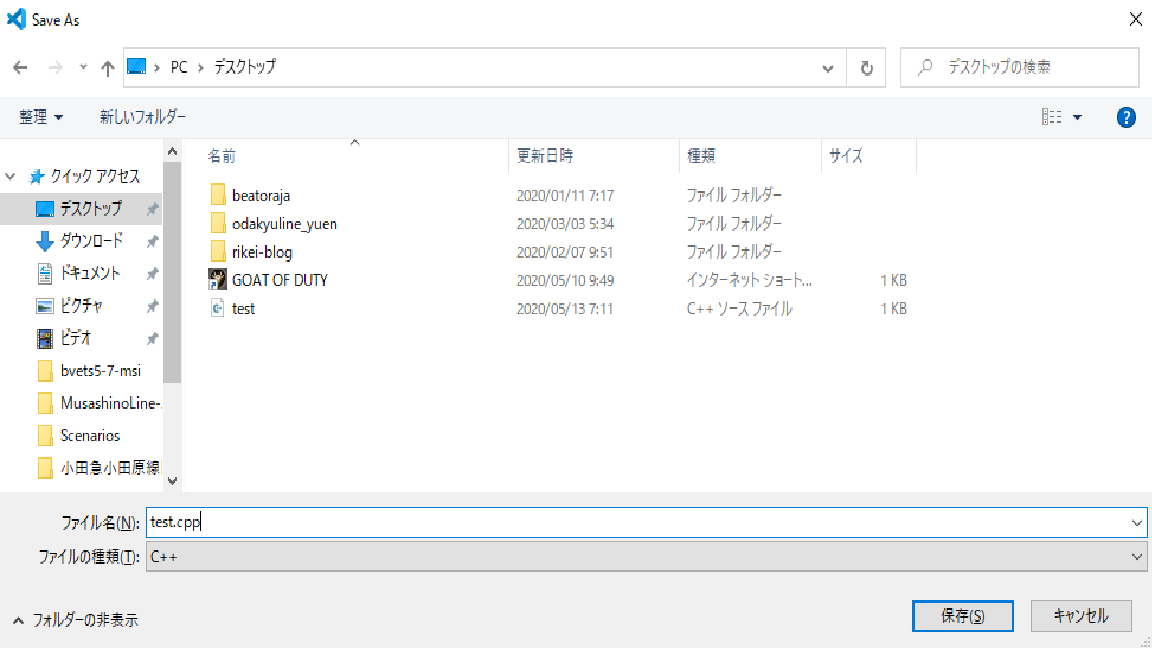 Save As
PC デスクトップ
デスクトップの検索
整理
新しいフォルダー
?
名前 更新日時 種類 サイズ
クイック アクセス
デスクトップ
ダウンロード
ドキュメント
ピクチャ
ビデオ
bvets5-7-msi
MusashinoLine-
Scenarios
小田急小田原線
beatoraja 2020/01/11 7:17 ファイル フォルダー
odakyuline_yuen 2020/03/03 5:34 ファイル フォルダー
rikei-blog 2020/02/07 9:51 ファイル フォルダー
GOAT OF DUTY 2020/05/10 9:49 インターネット ショート... 1 KB
test 2020/05/13 7:11 C++ ソース ファイル 1 KB
ファイル名(N): test.cpp
ファイルの種類(T): C++
フォルダーの非表示
保存(S)
キャンセル